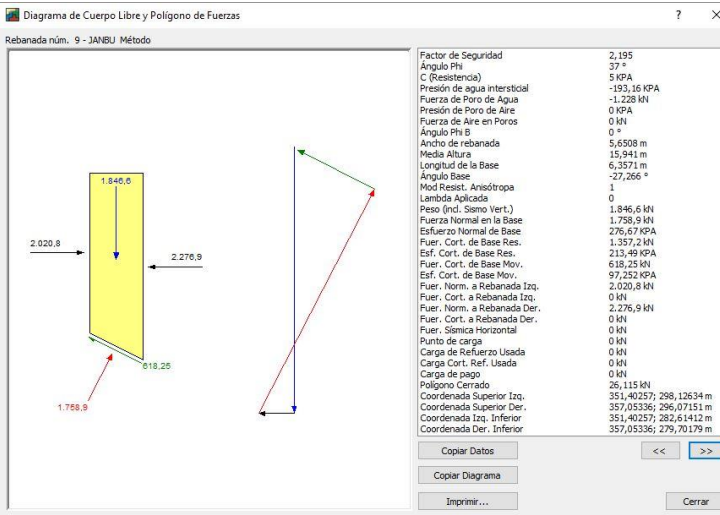 Diagrama de Cuerpo Libre y Polígono de Fuerzas
Rebanada núm. 9 - JANBU Método
1.846,6
2.020,8
2.276,9
618,25
1.758,9
Factor de Seguridad 2,195
Ángulo Phi 37 °
C (Resistencia) 5 KPA
Presión de agua intersticial -193,16 KPA
Fuerza de Poro de Agua -1.228 kN
Presión de Poro de Aire 0 KPA
Fuerza de Aire en Poros 0 kN
Ángulo Phi B 0 °
Ancho de rebanada 5,6508 m
Media Altura 15,941 m
Longitud de la Base 6,3571 m
Ángulo Base -27,266 °
Mod Resist. Anisótropa 1
Lambda Aplicada 0
Peso (incl. Sismo Vert.) 1.846,6 kN
Fuerza Normal en la Base 1.758,9 kN
Esfuerzo Normal de Base 276,67 KPA
Fuer. Cort. de Base Res. 1.357,2 kN
Esf. Cort. de Base Res. 213,49 KPA
Fuer. Cort. de Base Mov. 618,25 kN
Esf. Cort. de Base Mov. 97,252 KPA
Fuer. Norm. a Rebanada Izq. 2.020,8 kN
Fuer. Cort. a Rebanada Izq. 0 kN
Fuer. Norm. a Rebanada Der. 2.276,9 kN
Fuer. Cort. a Rebanada Der. 0 kN
Fuer. Sísmica Horizontal 0 kN
Punto de carga 0 kN
Carga de Refuerzo Usada 0 kN
Carga Cort. Ref. Usada 0 kN
Carga de pago 0 kN
Polígono Cerrado 26,115 kN
Coordenada Superior Izq. 351,40257; 298,12634 m
Coordenada Superior Der. 357,05336; 296,07151 m
Coordenada Izq. Inferior 351,40257; 282,61412 m
Coordenada Der. Inferior 357,05336; 279,70179 m
Copiar Datos << >>
Copiar Diagrama
Imprimir... Cerrar